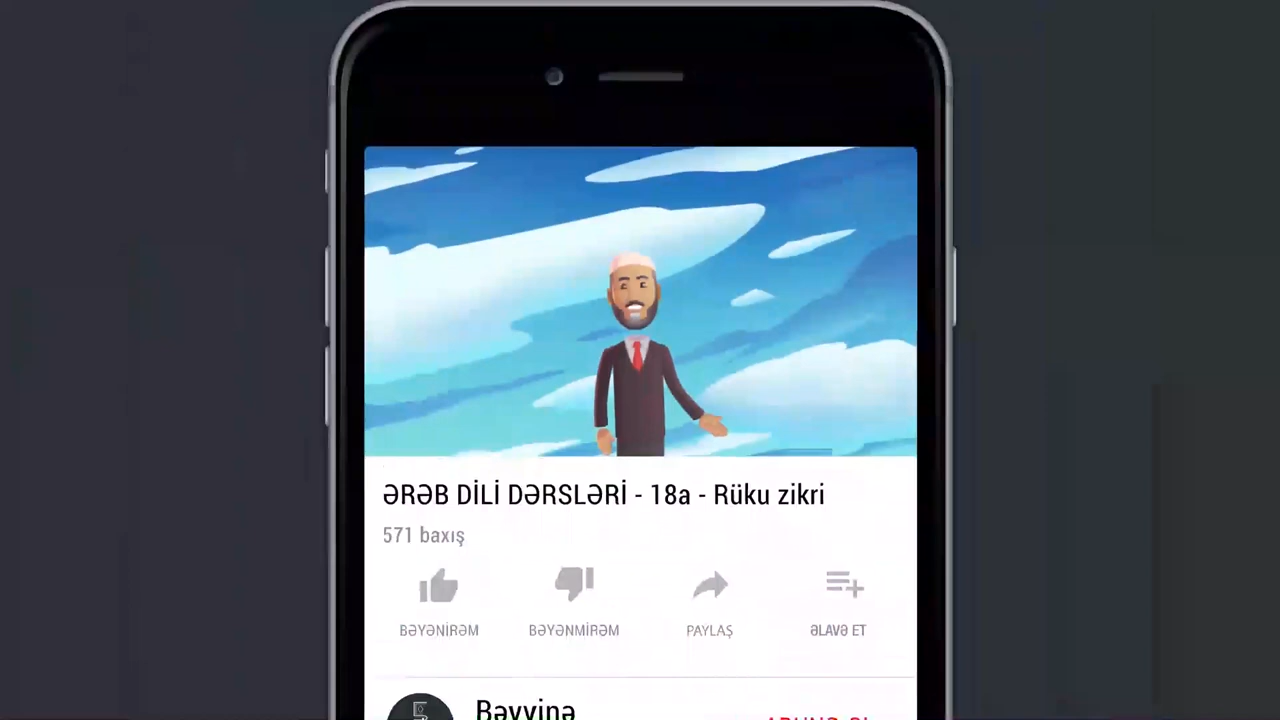 ƏRƏB DİLİ DƏRSLƏRİ - 18a - Rüku zikri
571 baxış
BƏYƏNİRƏM BƏYƏNMİRƏM PAYLAŞ ƏLAVƏ ET
Bəyyinə